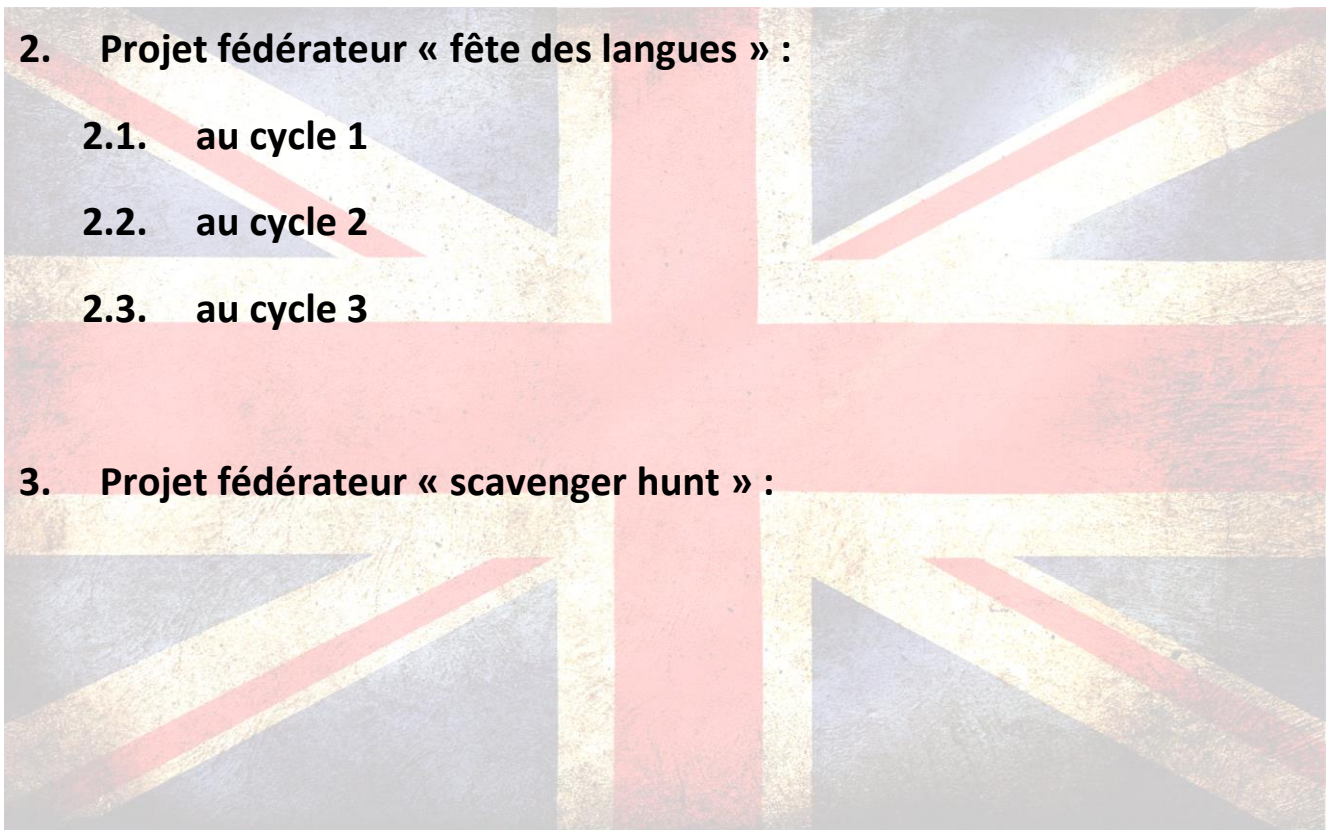 2. Projet fédérateur « fête des langues » :
2.1. au cycle 1
2.2. au cycle 2
2.3. au cycle 3
3. Projet fédérateur « scavenger hunt » :